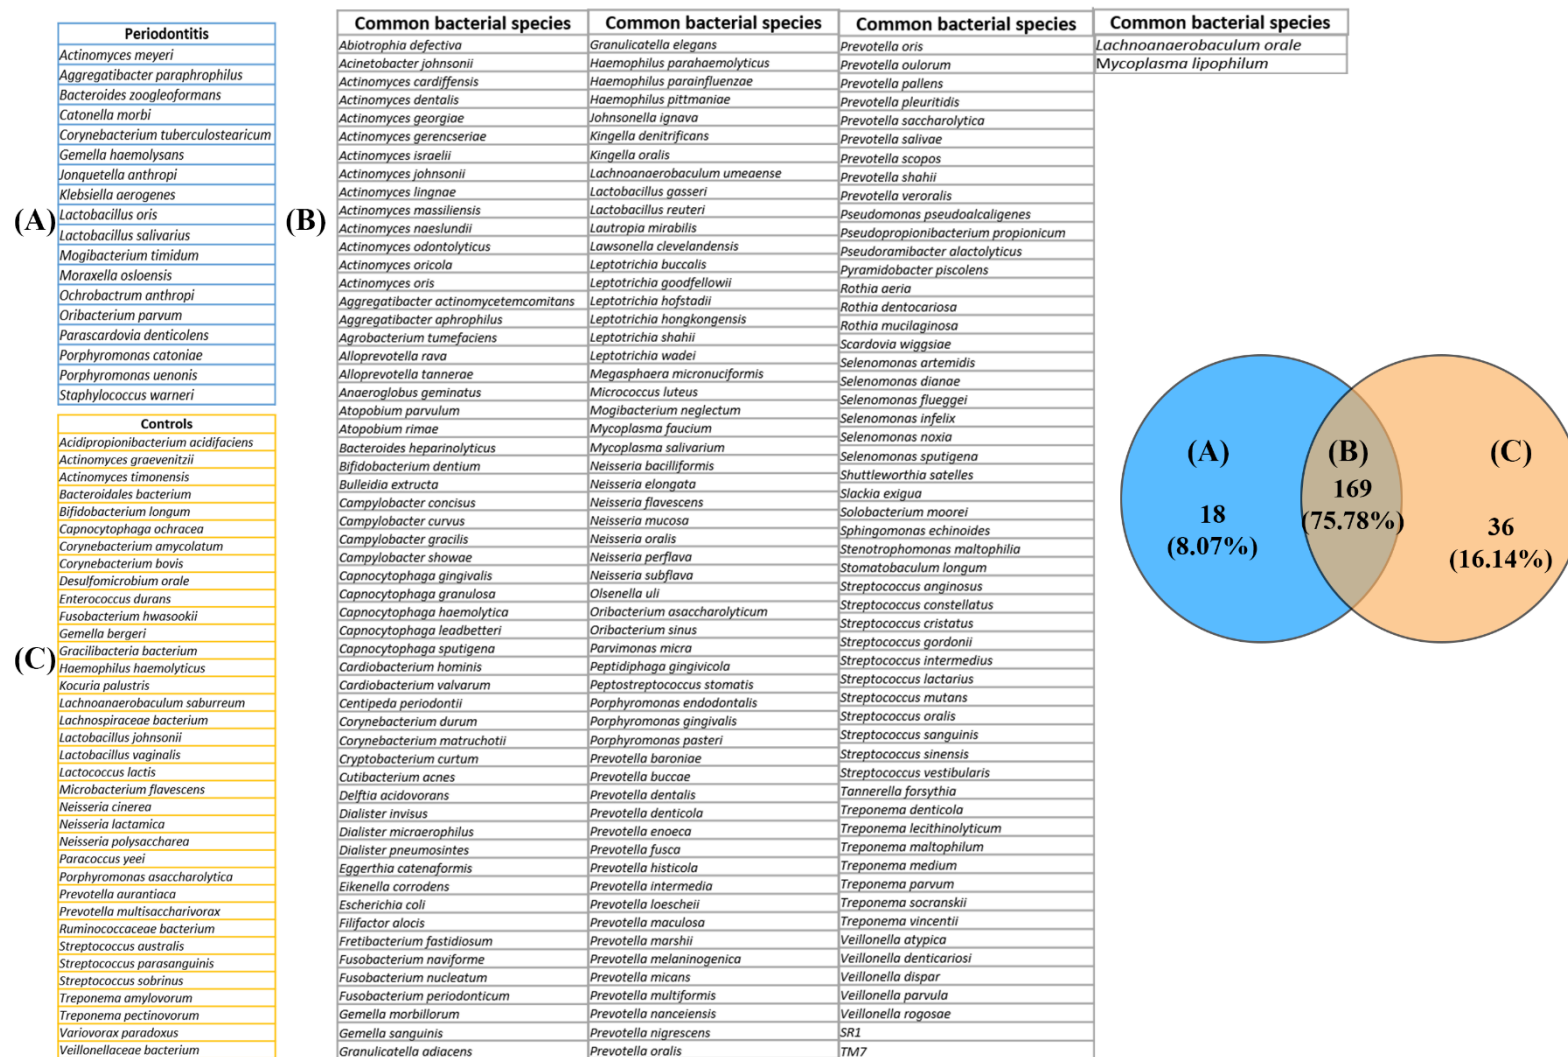 (A)
Periodontitis
Actinomyces meyeri
Aggregatibacter paraphrophilus
Bacteroides zoogleoformans
Catonella morbi
Corynebacterium tuberculostearicum
Gemella haemolysans
Jonquetella anthropi
Klebsiella aerogenes
Lactobacillus oris
Lactobacillus salivarius
Mogibacterium timidum
Moraxella osloensis
Ochrobactrum anthropi
Oribacterium parvum
Parascardovia denticolens
Porphyromonas catoniae
Porphyromonas uenonis
Staphylococcus warneri
(C)
Controls
Acidipropionibacterium acidifaciens
Actinomyces graevenitzii
Actinomyces timonensis
Bacteroidales bacterium
Bifidobacterium longum
Capnocytophaga ochracea
Corynebacterium amycolatum
Corynebacterium bovis
Desulfomicrobium orale
Enterococcus durans
Fusobacterium hwasookii
Gemella bergeri
Gracilibacteria bacterium
Haemophilus haemolyticus
Kocuria palustris
Lachnoanaerobaculum saburreum
Lachnospiraceae bacterium
Lactobacillus johnsonii
Lactobacillus vaginalis
Lactococcus lactis
Microbacterium flavescens
Neisseria cinerea
Neisseria lactamica
Neisseria polysaccharea
Paracoccus yeei
Porphyromonas asaccharolytica
Prevotella aurantiaca
Prevotella multisaccharivorax
Ruminococcaceae bacterium
Streptococcus australis
Streptococcus parasanguinis
Streptococcus sobrinus
Treponema amylovorum
Treponema pectinovorum
Variovorax paradoxus
Veillonellaceae bacterium
(B)
Common bacterial species
Abiotrophia defectiva
Acinetobacter johnsonii
Actinomyces cardiffensis
Actinomyces dentalis
Actinomyces georgiae
Actinomyces gerencseriae
Actinomyces israelii
Actinomyces johnsonii
Actinomyces lingnae
Actinomyces massiliensis
Actinomyces naeslundii
Actinomyces odontolyticus
Actinomyces oricola
Actinomyces oris
Aggregatibacter actinomycetemcomitans
Aggregatibacter aphrophilus
Agrobacterium tumefaciens
Alloprevotella rava
Alloprevotella tannerae
Anaeroglobus geminatus
Atopobium parvulum
Atopobium rimae
Bacteroides heparinolyticus
Bifidobacterium dentium
Bulleidia extructa
Campylobacter concisus
Campylobacter curvus
Campylobacter gracilis
Campylobacter showae
Capnocytophaga gingivalis
Capnocytophaga granulosa
Capnocytophaga haemolytica
Capnocytophaga leadbetteri
Capnocytophaga sputigena
Cardiobacterium hominis
Cardiobacterium valvarum
Centipeda periodontii
Corynebacterium durum
Corynebacterium matruchotii
Cryptobacterium curtum
Cutibacterium acnes
Delftia acidovorans
Dialister invisus
Dialister micraerophilus
Dialister pneumosintes
Eggerthia catenaformis
Eikenella corrodens
Escherichia coli
Filifactor alocis
Fretibacterium fastidiosum
Fusobacterium naviforme
Fusobacterium nucleatum
Fusobacterium periodonticum
Gemella morbillorum
Gemella sanguinis
Granulicatella adiacens
Common bacterial species
Granulicatella elegans
Haemophilus parahaemolyticus
Haemophilus parainfluenzae
Haemophilus pittmaniae
Johnsonella ignava
Kingella denitrificans
Kingella oralis
Lachnoanaerobaculum umeaense
Lactobacillus gasseri
Lactobacillus reuteri
Lautropia mirabilis
Lawsonella clevelandensis
Leptotrichia buccalis
Leptotrichia goodfellowii
Leptotrichia hofstadii
Leptotrichia hongkongensis
Leptotrichia shahii
Leptotrichia wadei
Megasphaera micronuciformis
Micrococcus luteus
Mogibacterium neglectum
Mycoplasma faucium
Mycoplasma salivarium
Neisseria bacilliformis
Neisseria elongata
Neisseria flavescens
Neisseria mucosa
Neisseria oralis
Neisseria perflava
Neisseria subflava
Olsenella uli
Oribacterium asaccharolyticum
Oribacterium sinus
Parvimonas micra
Peptidiphaga gingivicola
Peptostreptococcus stomatis
Porphyromonas endodontalis
Porphyromonas gingivalis
Porphyromonas pasteri
Prevotella baroniae
Prevotella buccae
Prevotella dentalis
Prevotella denticola
Prevotella enoeca
Prevotella fusca
Prevotella histicola
Prevotella intermedia
Prevotella loescheii
Prevotella maculosa
Prevotella marshii
Prevotella melaninogenica
Prevotella micans
Prevotella multiformis
Prevotella nanceiensis
Prevotella nigrescens
Prevotella oralis
Common bacterial species
Prevotella oris
Prevotella oulorum
Prevotella pallens
Prevotella pleuritidis
Prevotella saccharolytica
Prevotella salivae
Prevotella scopos
Prevotella shahii
Prevotella veroralis
Pseudomonas pseudoalcaligenes
Pseudopropionibacterium propionicum
Pseudoramibacter alactolyticus
Pyramidobacter piscolens
Rothia aeria
Rothia dentocariosa
Rothia mucilaginosa
Scardovia wiggsiae
Selenomonas artemidis
Selenomonas dianae
Selenomonas flueggei
Selenomonas infelix
Selenomonas noxia
Selenomonas sputigena
Shuttleworthia satelles
Slackia exigua
Solobacterium moorei
Sphingomonas echinoides
Stenotrophomonas maltophilia
Stomatobaculum longum
Streptococcus anginosus
Streptococcus constellatus
Streptococcus cristatus
Streptococcus gordonii
Streptococcus intermedius
Streptococcus lactarius
Streptococcus mutans
Streptococcus oralis
Streptococcus sanguinis
Streptococcus sinensis
Streptococcus vestibularis
Tannerella forsythia
Treponema denticola
Treponema lecithinolyticum
Treponema maltophilum
Treponema medium
Treponema parvum
Treponema socranskii
Treponema vincentii
Veillonella atypica
Veillonella denticariosi
Veillonella dispar
Veillonella parvula
Veillonella rogosae
SR1
TM7
Common bacterial species
Lachnoanaerobaculum orale
Mycoplasma lipophilum
(A)
18
(8.07%)
(B)
169
(75.78%)
(C)
36
(16.14%)